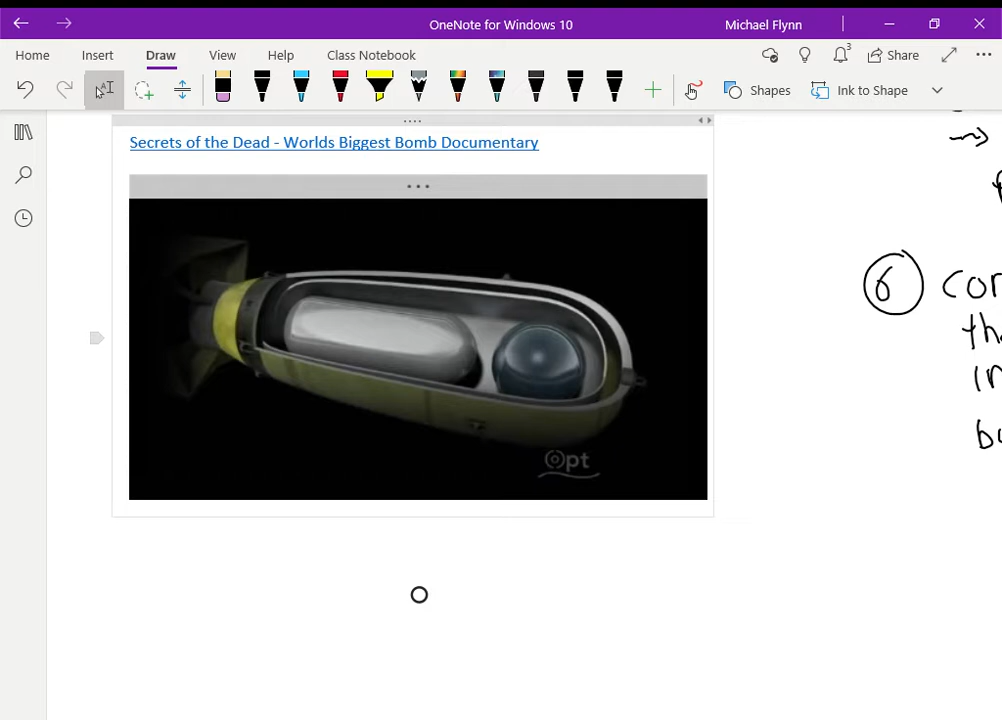 OneNote for Windows 10
Michael Flynn
Home Insert Draw View Help Class Notebook
3
Share
Shapes
Ink to Shape
Secrets of the Dead - Worlds Biggest Bomb Documentary
opt
6